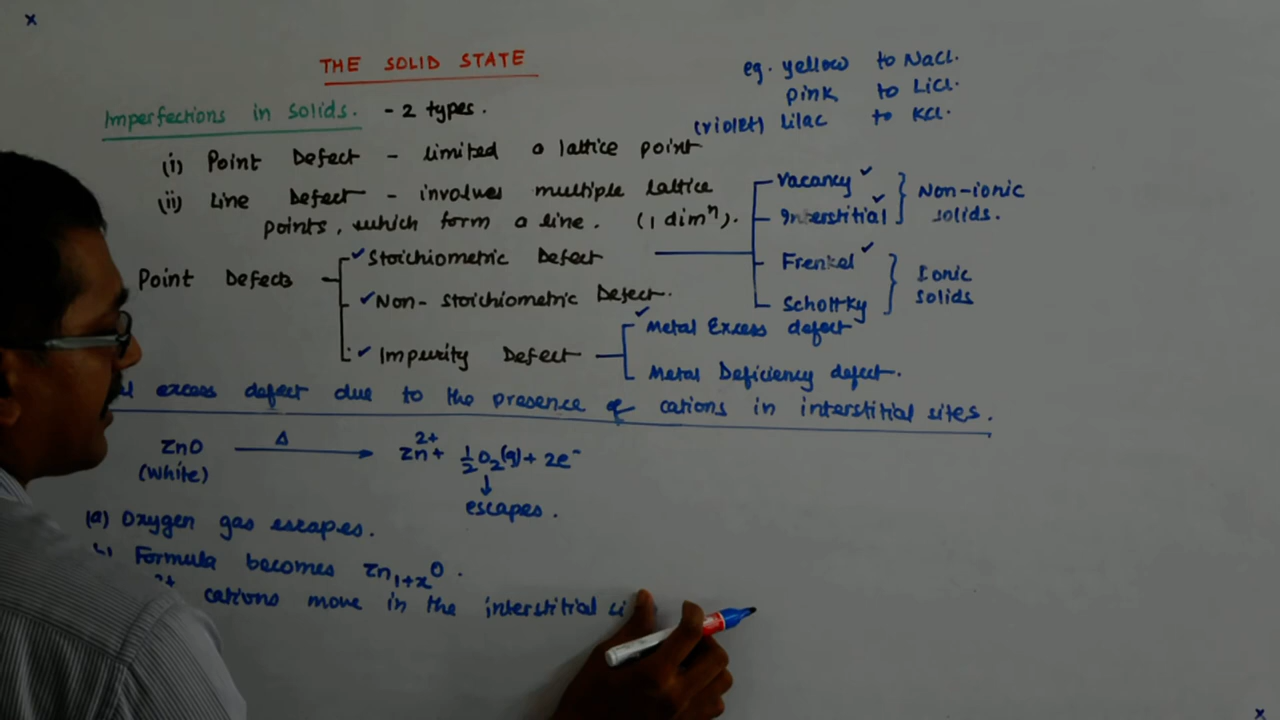 x
THE SOLID STATE
eg. yellow to NaCl.
pink to LiCl.
(violet) Lilac to KCl.
Imperfections in Solids. - 2 types.
(i) Point Defect - limited a lattice point
(ii) Line Defect - involves multiple lattice
points, which form a line. (1 dimⁿ).
Point Defects
✓Stoichiometric Defect
✓Non-Stoichiometric Defect.
✓Impurity Defect
Vacancy ✓
Interstitial ✓
Non-ionic
solids.
Frenkel ✓
Schottky
Ionic
solids
✓Metal Excess defect
Metal Deficiency defect.
excess defect due to the presence of cations in interstitial sites.
ZnO Δ Zn²⁺ + ½O₂(g) + 2e⁻
(White)
escapes.
(a) Oxygen gas escapes.
Formula becomes Zn₁₊ₓO.
cations move in the interstitial
x